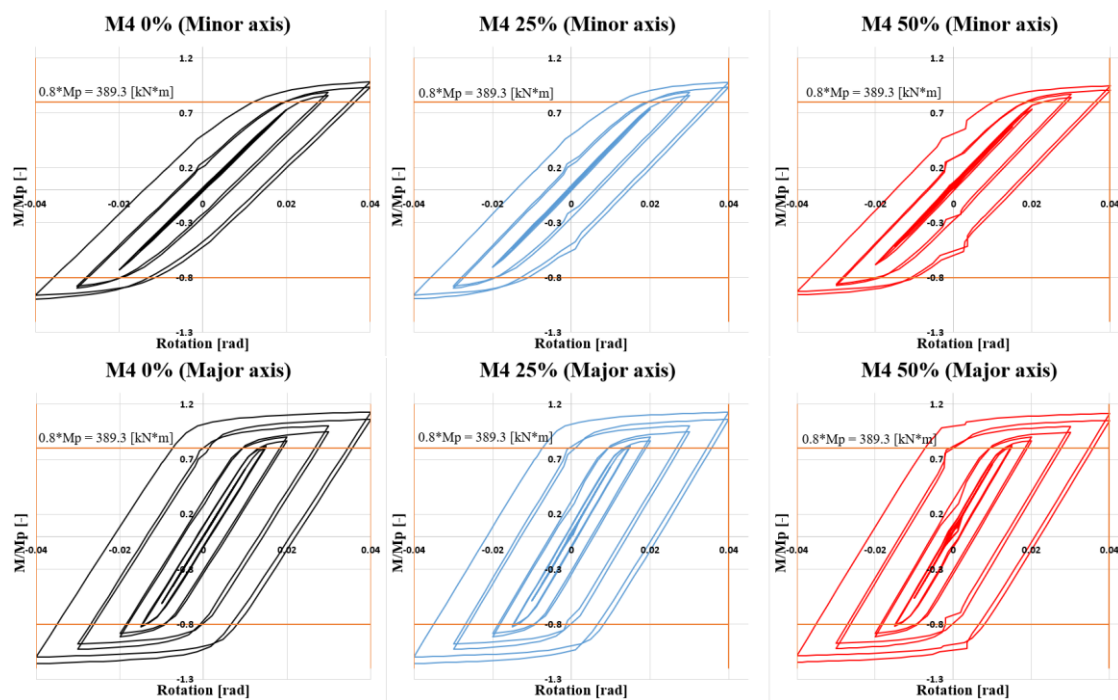 M4 0% (Minor axis)
1.2
0.8*Mp = 389.3 [kN*m]
0.7
0.2
-0.04 -0.02 0 0.02 0.04
-0.3
-0.8
-1.3
M/Mp [-]
Rotation [rad]
M4 25% (Minor axis)
1.2
0.8*Mp = 389.3 [kN*m]
0.7
0.2
-0.04 -0.02 0 0.02 0.04
-0.3
-0.8
-1.3
M/Mp [-]
Rotation [rad]
M4 50% (Minor axis)
1.2
0.8*Mp = 389.3 [kN*m]
0.7
0.2
-0.04 -0.02 0 0.02 0.04
-0.3
-0.8
-1.3
M/Mp [-]
Rotation [rad]
M4 0% (Major axis)
1.2
0.8*Mp = 389.3 [kN*m]
0.7
0.2
-0.04 -0.02 0 0.02 0.04
-0.3
-0.8
-1.3
M/Mp [-]
Rotation [rad]
M4 25% (Major axis)
1.2
0.8*Mp = 389.3 [kN*m]
0.7
0.2
-0.04 -0.02 0 0.02 0.04
-0.3
-0.8
-1.3
M/Mp [-]
Rotation [rad]
M4 50% (Major axis)
1.2
0.8*Mp = 389.3 [kN*m]
0.7
0.2
-0.04 -0.02 0 0.02 0.04
-0.3
-0.8
-1.3
M/Mp [-]
Rotation [rad]